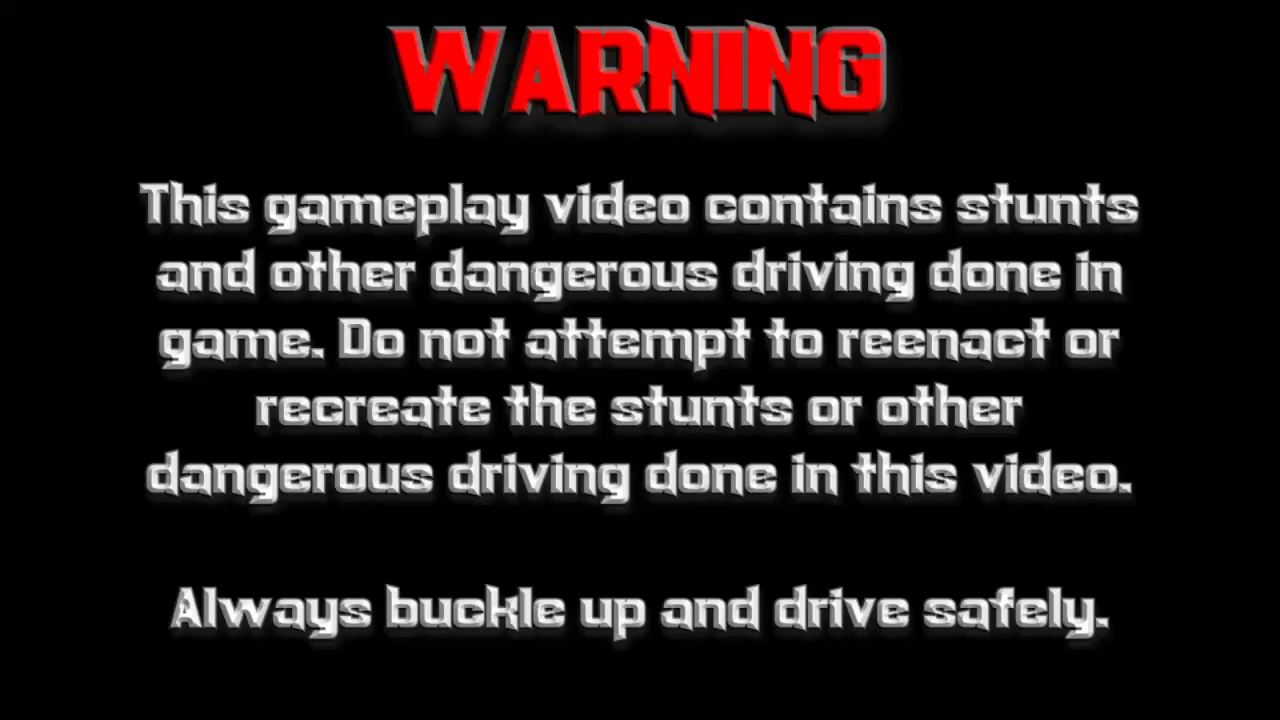 WARNING
This gameplay video contains stunts
and other dangerous driving done in
game. Do not attempt to reenact or
recreate the stunts or other
dangerous driving done in this video.
Always buckle up and drive safely.